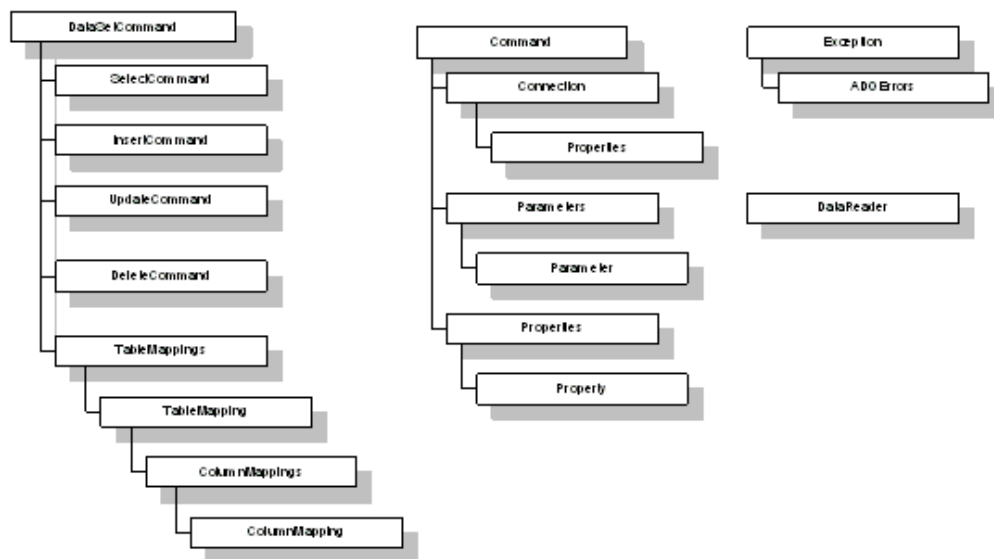 DataSetCommand
SelectCommand
InsertCommand
UpdateCommand
DeleteCommand
TableMappings
TableMapping
ColumnMappings
ColumnMapping
Command
Connection
Properties
Parameters
Parameter
Properties
Property
Exception
ADOErrors
DataReader